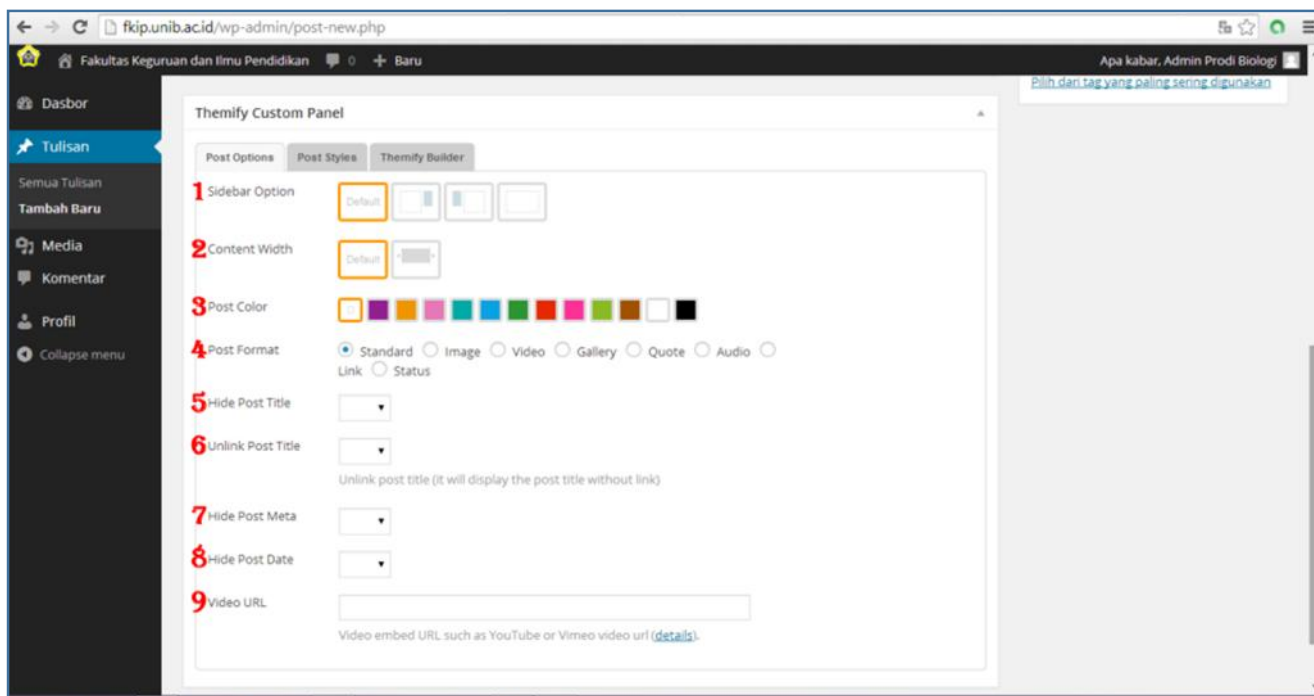 fkip.unib.ac.id/wp-admin/post-new.php
Fakultas Keguruan dan Ilmu Pendidikan 0 + Baru Apa kabar, Admin Prodi Biologi
Pilih dari tag yang paling sering digunakan
Dasbor
Tulisan
Semua Tulisan
Tambah Baru
Media
Komentar
Profil
Collapse menu
Themify Custom Panel
Post Options Post Styles Themify Builder
1 Sidebar Option Default
2 Content Width Default
3 Post Color
4 Post Format Standard Image Video Gallery Quote Audio
Link Status
5 Hide Post Title
6 Unlink Post Title
Unlink post title (it will display the post title without link)
7 Hide Post Meta
8 Hide Post Date
9 Video URL
Video embed URL such as YouTube or Vimeo video url (details).